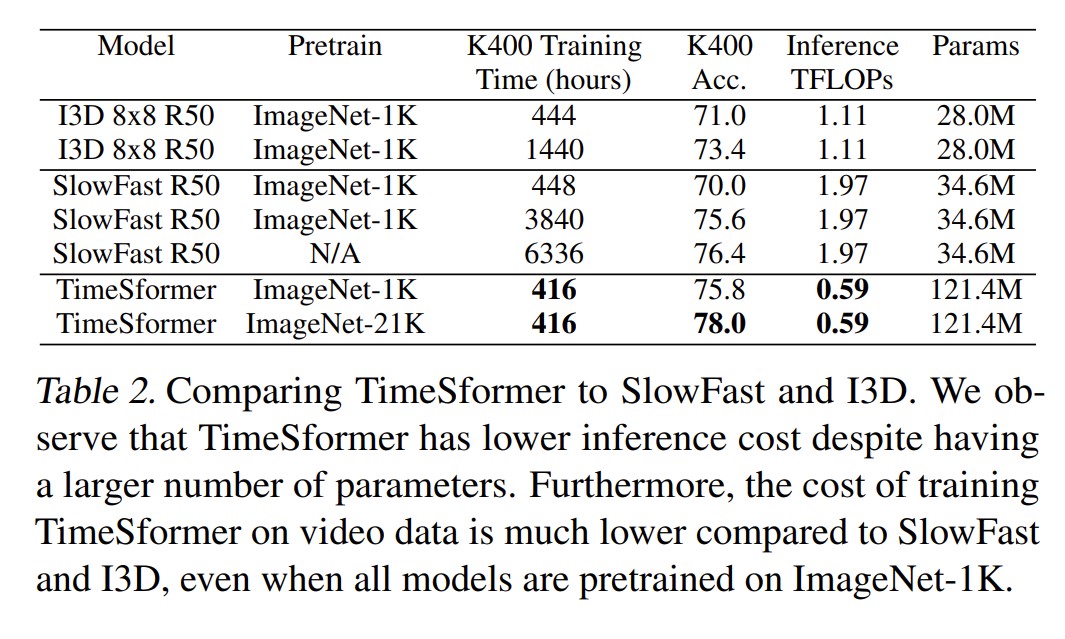 Model Pretrain K400 Training Time (hours) K400 Acc. Inference TFLOPs Params
I3D 8x8 R50 ImageNet-1K 444 71.0 1.11 28.0M
I3D 8x8 R50 ImageNet-1K 1440 73.4 1.11 28.0M
SlowFast R50 ImageNet-1K 448 70.0 1.97 34.6M
SlowFast R50 ImageNet-1K 3840 75.6 1.97 34.6M
SlowFast R50 N/A 6336 76.4 1.97 34.6M
TimeSformer ImageNet-1K 416 75.8 0.59 121.4M
TimeSformer ImageNet-21K 416 78.0 0.59 121.4M
Table 2. Comparing TimeSformer to SlowFast and I3D. We ob-
serve that TimeSformer has lower inference cost despite having
a larger number of parameters. Furthermore, the cost of training
TimeSformer on video data is much lower compared to SlowFast
and I3D, even when all models are pretrained on ImageNet-1K.